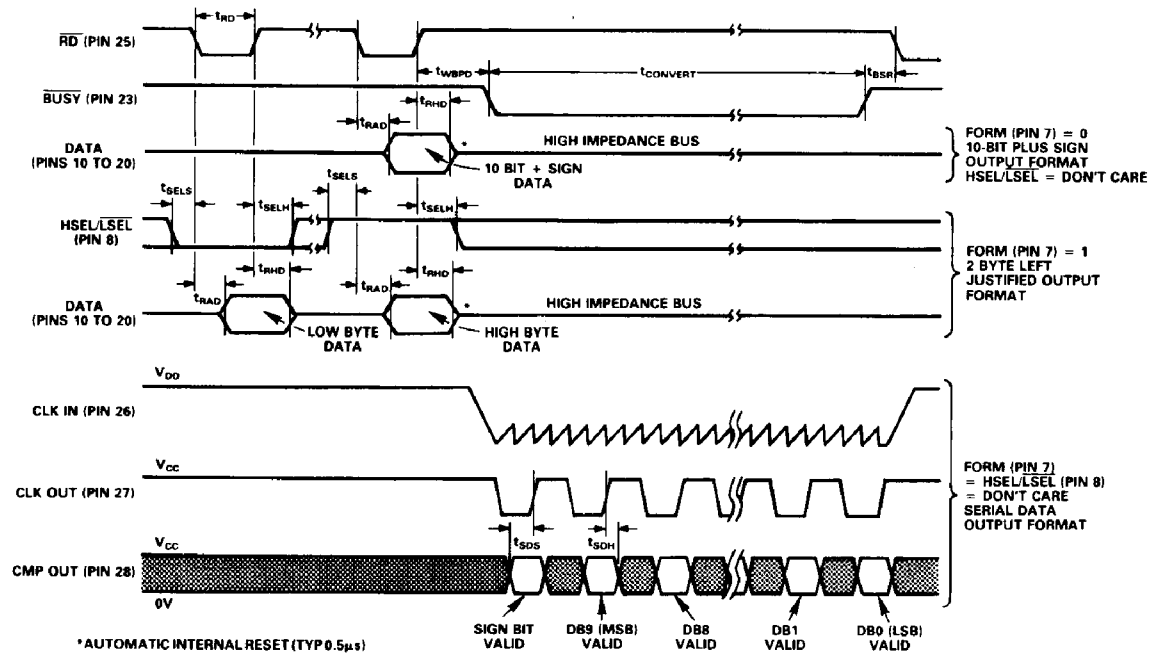 tRD
RD (PIN 25)
tWBPD
tCONVERT
tBSR
BUSY (PIN 23)
tRAD
tRHD
*
DATA
(PINS 10 TO 20)
HIGH IMPEDANCE BUS
10 BIT + SIGN
DATA
FORM (PIN 7) = 0
10-BIT PLUS SIGN
OUTPUT FORMAT
HSEL/LSEL = DON'T CARE
tSELS
tSELS
tSELH
tSELH
HSEL/LSEL
(PIN 8)
tRHD
tRHD
tRAD
tRAD
*
DATA
(PINS 10 TO 20)
HIGH IMPEDANCE BUS
LOW BYTE
DATA
HIGH BYTE
DATA
FORM (PIN 7) = 1
2 BYTE LEFT
JUSTIFIED OUTPUT
FORMAT
VDD
CLK IN (PIN 26)
VCC
CLK OUT (PIN 27)
tSDS
tSDH
VCC
CMP OUT (PIN 28)
0V
FORM (PIN 7)
= HSEL/LSEL (PIN 8)
= DON'T CARE
SERIAL DATA
OUTPUT FORMAT
SIGN BIT
VALID
DB9 (MSB)
VALID
DB8
VALID
DB1
VALID
DB0 (LSB)
VALID
*AUTOMATIC INTERNAL RESET (TYP 0.5µs)